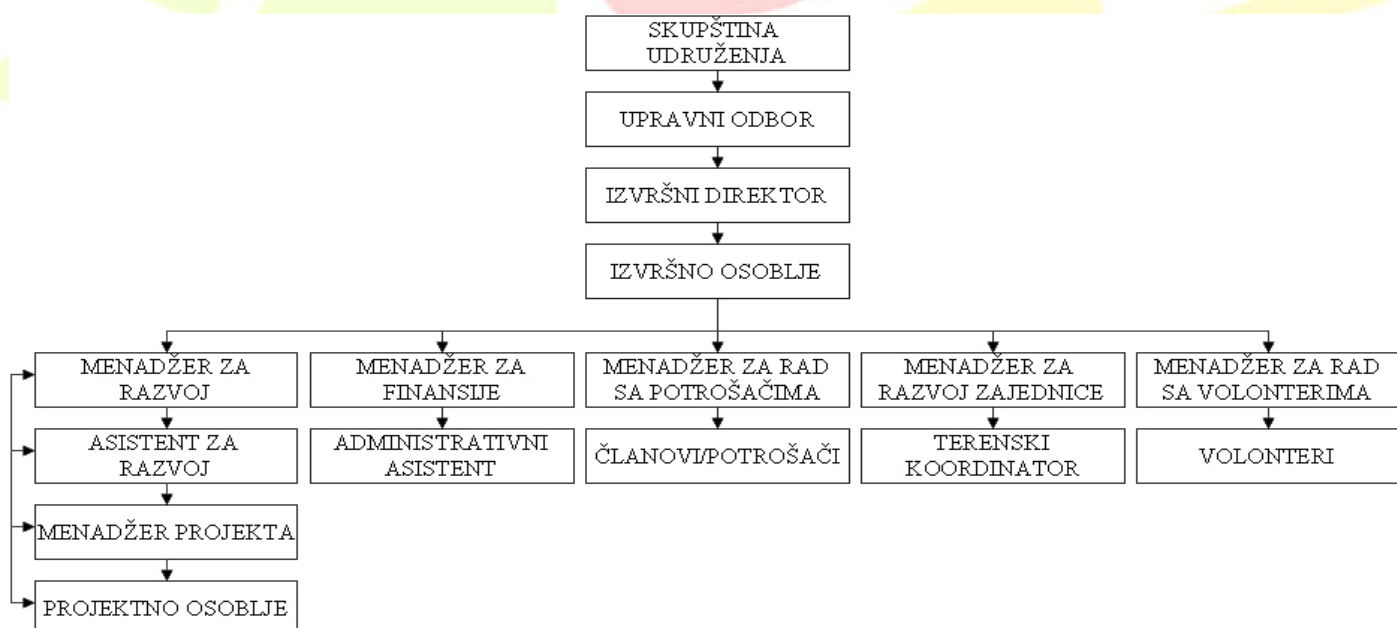 SKUPŠTINA
UDRUŽENJA
UPRAVNI ODBOR
IZVRŠNI DIREKTOR
IZVRŠNO OSOBLJE
MENADŽER ZA
RAZVOJ
MENADŽER ZA
FINANSIJE
MENADŽER ZA RAD
SA POTROŠAČIMA
MENADŽER ZA
RAZVOJ ZAJEDNICE
MENADŽER ZA RAD
SA VOLONTERIMA
ASISTENT ZA
RAZVOJ
ADMINISTRATIVNI
ASISTENT
ČLANOVI/POTROŠAČI
TERENSKI
KOORDINATOR
VOLONTERI
MENADŽER PROJEKTA
PROJEKTNO OSOBLJE